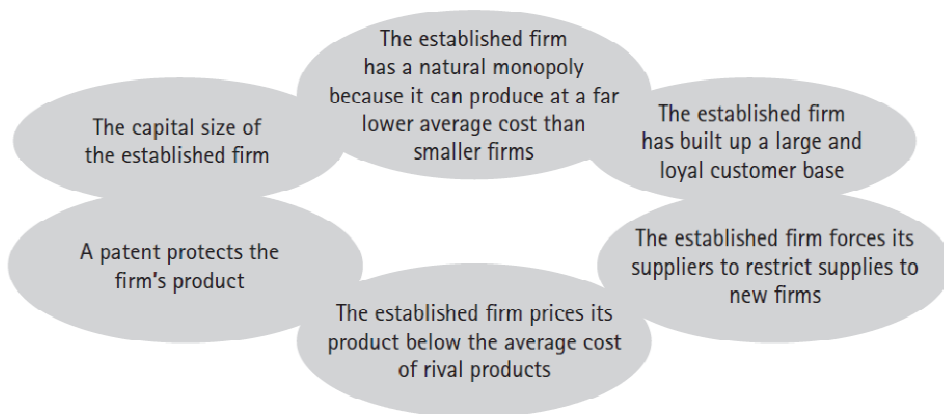 The established firm
has a natural monopoly
because it can produce at a far
lower average cost than
smaller firms
The capital size of
the established firm
The established firm
has built up a large and
loyal customer base
A patent protects the
firm's product
The established firm forces its
suppliers to restrict supplies to
new firms
The established firm prices its
product below the average cost
of rival products